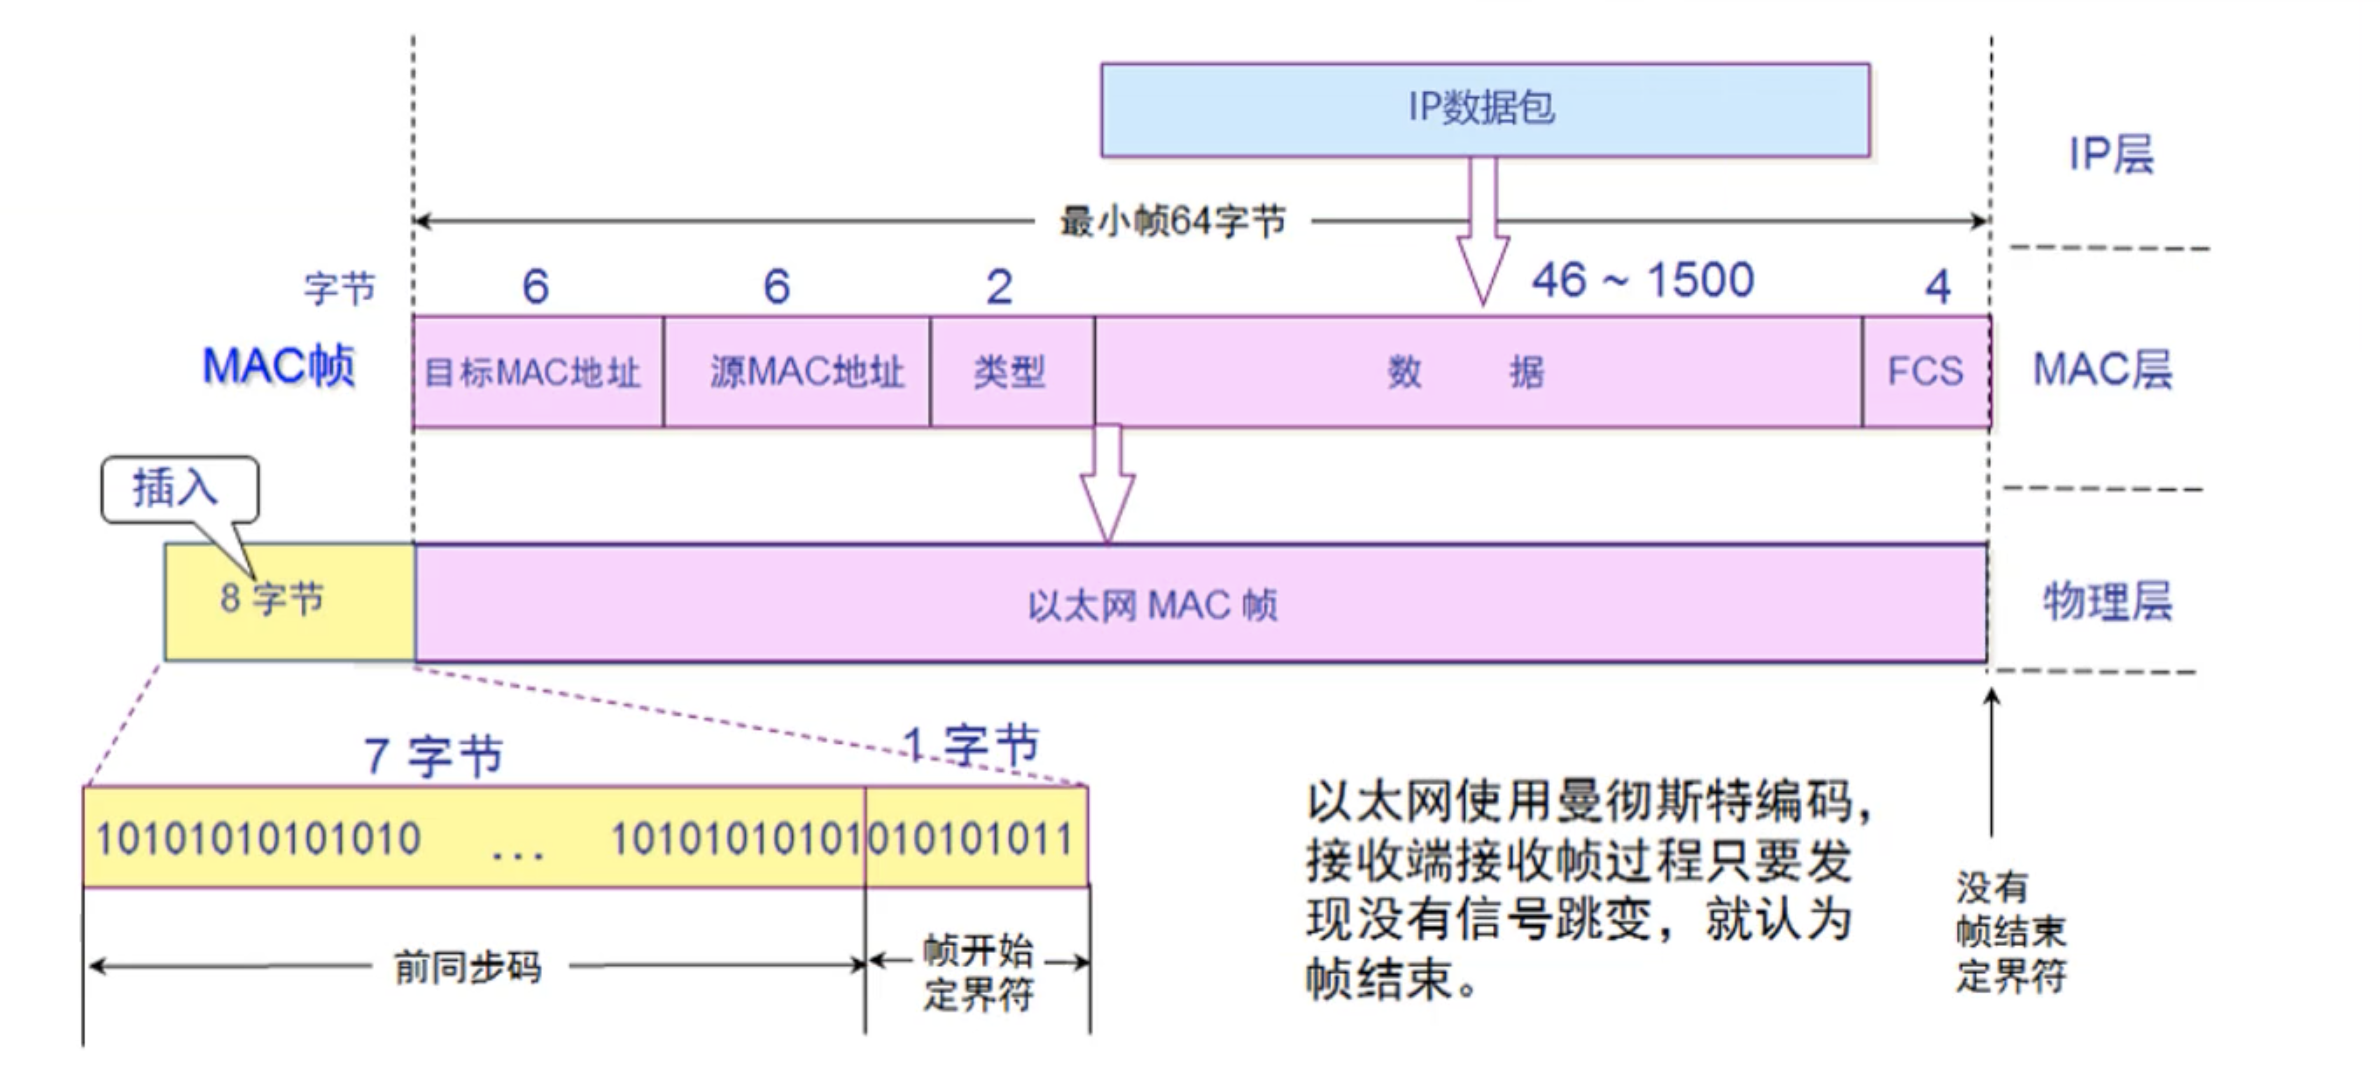 IP数据包
IP层
最小帧64字节
字节 6 6 2 46 ~ 1500 4
MAC帧 目标MAC地址 源MAC地址 类型 数 据 FCS MAC层
插入
8 字节 以太网 MAC 帧 物理层
7 字节 1 字节
10101010101010 ... 10101010101 010101011
前同步码
帧开始
定界符
以太网使用曼彻斯特编码，
接收端接收帧过程只要发
现没有信号跳变，就认为
帧结束。
没有
帧结束
定界符